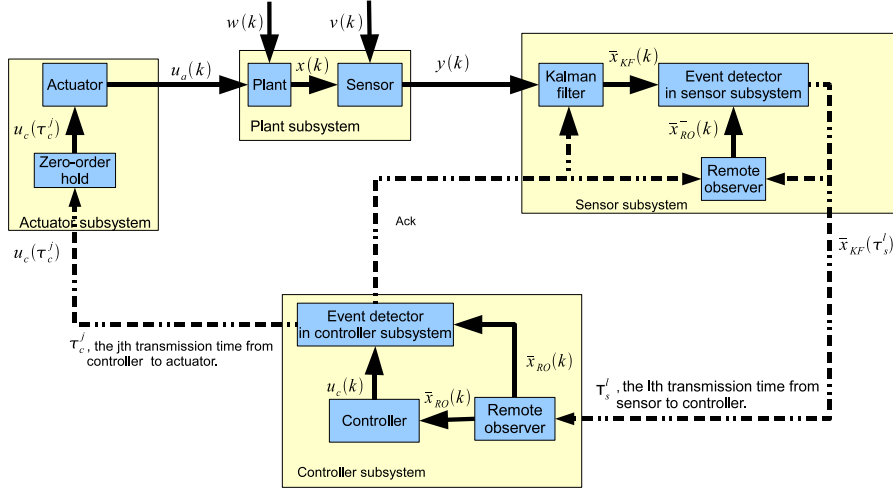 w(k)
v(k)
u_a(k)
x(k)
y(k)
x̄_KF(k)
Actuator
Plant
Sensor
Kalman
filter
Event detector
in sensor subsystem
u_c(τ_c^j)
Plant subsystem
x̄_RO^-(k)
Zero-order
hold
Remote
observer
Actuator subsystem
Sensor subsystem
Ack
u_c(τ_c^j)
x̄_KF(τ_s^l)
Event detector
in controller subsystem
τ_c^j, the jth transmission time from
controller to actuator.
x̄_RO(k)
u_c(k)
x̄_RO(k)
τ_s^l, the lth transmission time from
sensor to controller.
Controller
Remote
observer
Controller subsystem